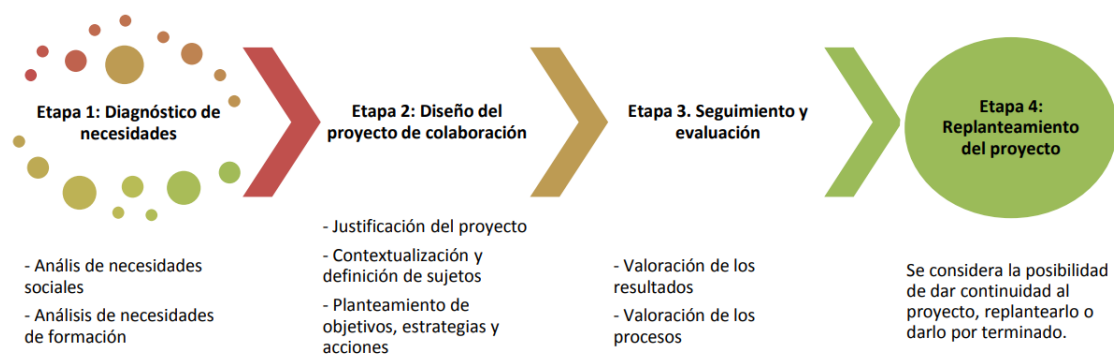 Etapa 1: Diagnóstico de
necesidades
- Anális de necesidades
sociales
- Análisis de necesidades
de formación
Etapa 2: Diseño del
proyecto de colaboración
- Justificación del proyecto
- Contextualización y
definición de sujetos
- Planteamiento de
objetivos, estrategias y
acciones
Etapa 3. Seguimiento y
evaluación
- Valoración de los
resultados
- Valoración de los
procesos
Etapa 4:
Replanteamiento
del proyecto
Se considera la posibilidad
de dar continuidad al
proyecto, replantearlo o
darlo por terminado.